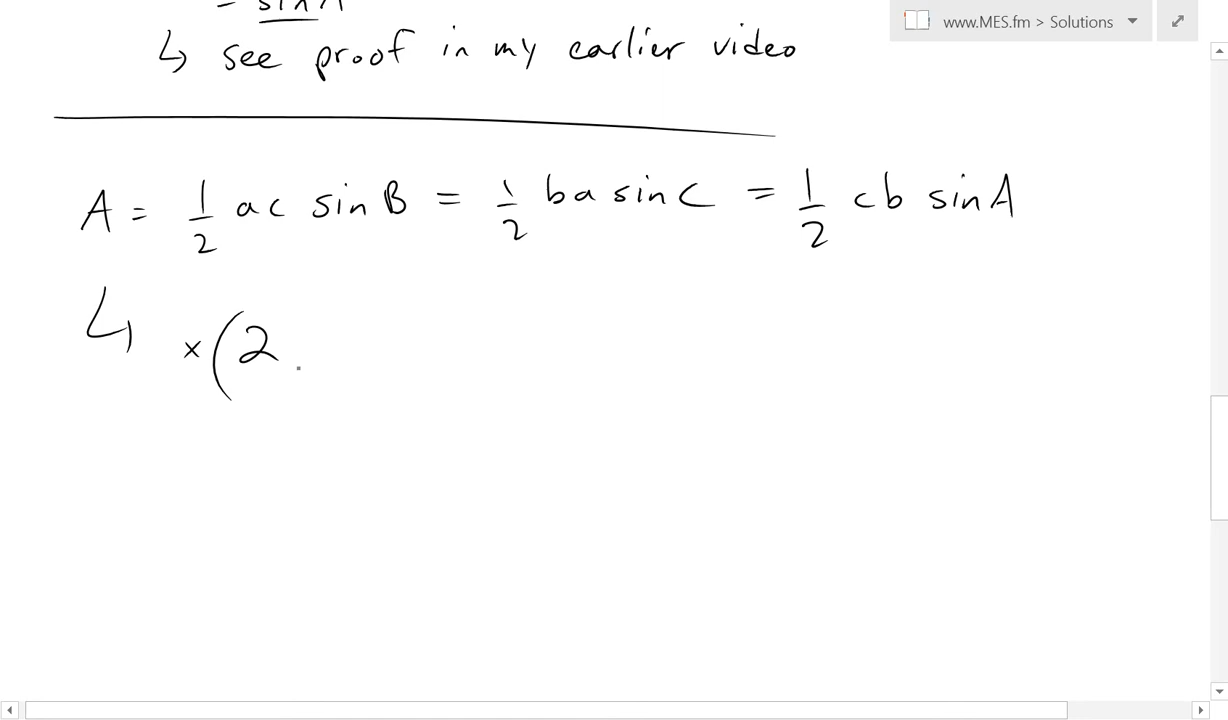 = sin A
www.MES.fm > Solutions
↳ see proof in my earlier video
A = 1/2 ac sin B = 1/2 ba sin C = 1/2 cb sin A
↳ ×(2